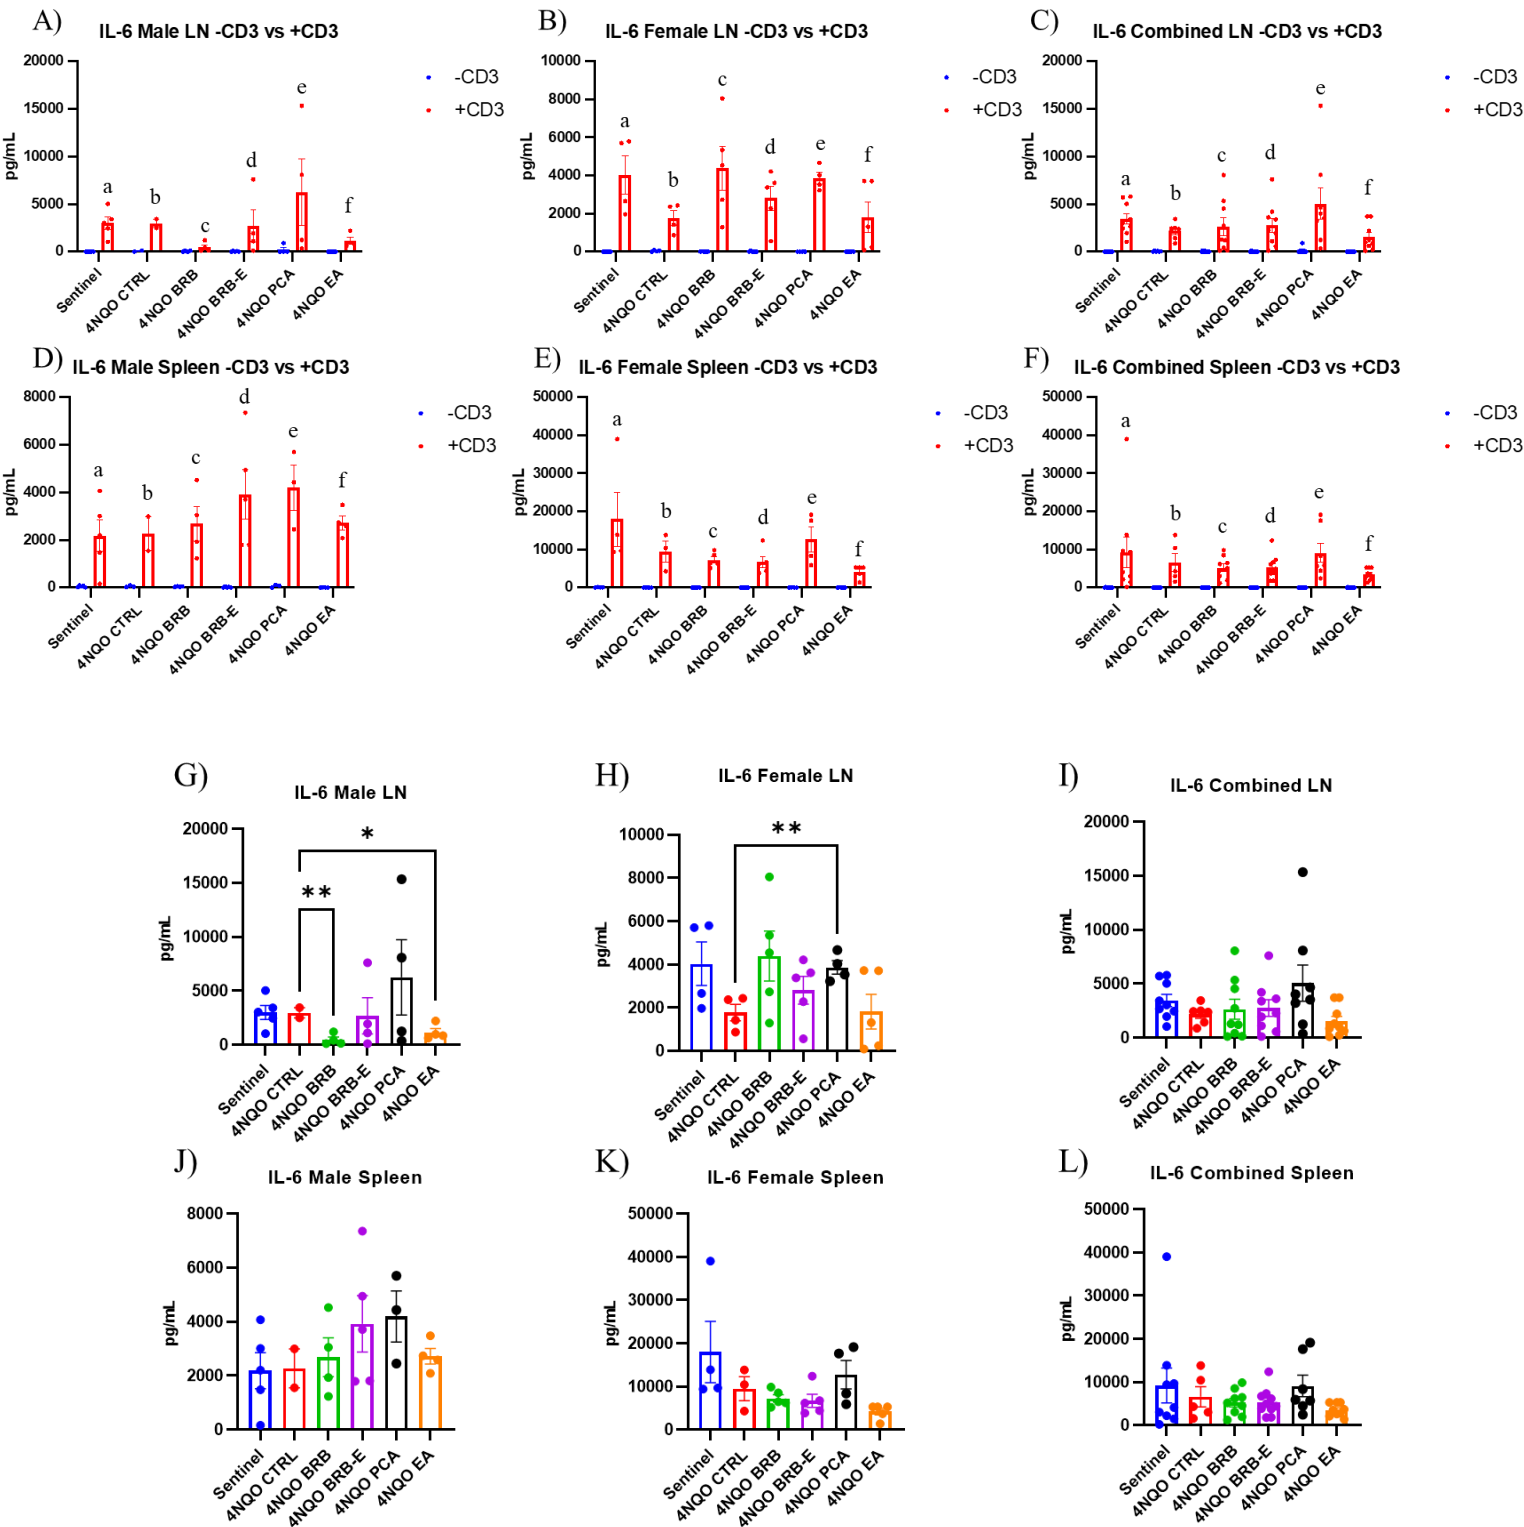 A)
IL-6 Male LN -CD3 vs +CD3
20000
15000
10000
5000
0
pg/mL
a
b
c
d
e
f
-CD3
+CD3
Sentinel
4NQO CTRL
4NQO BRB
4NQO BRB-E
4NQO PCA
4NQO EA
B)
IL-6 Female LN -CD3 vs +CD3
10000
8000
6000
4000
2000
0
pg/mL
a
b
c
d
e
f
-CD3
+CD3
Sentinel
4NQO CTRL
4NQO BRB
4NQO BRB-E
4NQO PCA
4NQO EA
C)
IL-6 Combined LN -CD3 vs +CD3
20000
15000
10000
5000
0
pg/mL
a
b
c
d
e
f
-CD3
+CD3
Sentinel
4NQO CTRL
4NQO BRB
4NQO BRB-E
4NQO PCA
4NQO EA
D)
IL-6 Male Spleen -CD3 vs +CD3
8000
6000
4000
2000
0
pg/mL
a
b
c
d
e
f
-CD3
+CD3
Sentinel
4NQO CTRL
4NQO BRB
4NQO BRB-E
4NQO PCA
4NQO EA
E)
IL-6 Female Spleen -CD3 vs +CD3
50000
40000
30000
20000
10000
0
pg/mL
a
b
c
d
e
f
-CD3
+CD3
Sentinel
4NQO CTRL
4NQO BRB
4NQO BRB-E
4NQO PCA
4NQO EA
F)
IL-6 Combined Spleen -CD3 vs +CD3
50000
40000
30000
20000
10000
0
pg/mL
a
b
c
d
e
f
-CD3
+CD3
Sentinel
4NQO CTRL
4NQO BRB
4NQO BRB-E
4NQO PCA
4NQO EA
G)
IL-6 Male LN
20000
15000
10000
5000
0
pg/mL
*
**
Sentinel
4NQO CTRL
4NQO BRB
4NQO BRB-E
4NQO PCA
4NQO EA
H)
IL-6 Female LN
10000
8000
6000
4000
2000
0
pg/mL
**
Sentinel
4NQO CTRL
4NQO BRB
4NQO BRB-E
4NQO PCA
4NQO EA
I)
IL-6 Combined LN
20000
15000
10000
5000
0
pg/mL
Sentinel
4NQO CTRL
4NQO BRB
4NQO BRB-E
4NQO PCA
4NQO EA
J)
IL-6 Male Spleen
8000
6000
4000
2000
0
pg/mL
Sentinel
4NQO CTRL
4NQO BRB
4NQO BRB-E
4NQO PCA
4NQO EA
K)
IL-6 Female Spleen
50000
40000
30000
20000
10000
0
pg/mL
Sentinel
4NQO CTRL
4NQO BRB
4NQO BRB-E
4NQO PCA
4NQO EA
L)
IL-6 Combined Spleen
50000
40000
30000
20000
10000
0
pg/mL
Sentinel
4NQO CTRL
4NQO BRB
4NQO BRB-E
4NQO PCA
4NQO EA